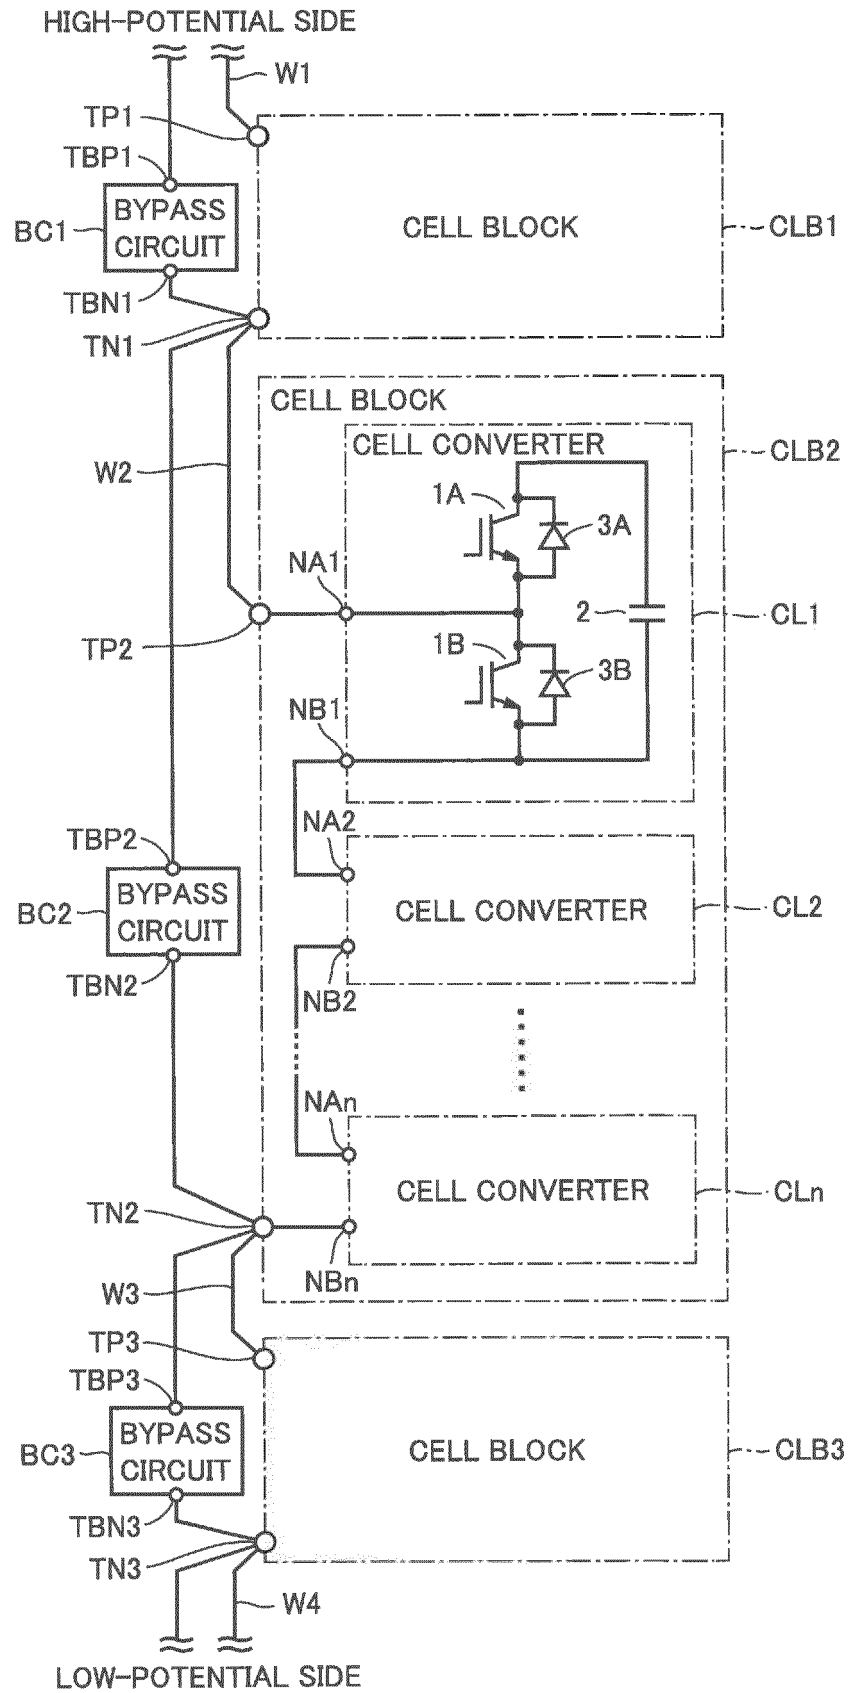 HIGH-POTENTIAL SIDE
W1
TP1
TBP1
BYPASS
CIRCUIT
BC1
CELL BLOCK
CLB1
TBN1
TN1
CELL BLOCK
CELL CONVERTER
CLB2
W2
1A
3A
NA1
2
CL1
TP2
1B
3B
NB1
NA2
TBP2
BYPASS
CIRCUIT
BC2
CELL CONVERTER
CL2
TBN2
NB2
NAn
CELL CONVERTER
CLn
TN2
NBn
W3
TP3
TBP3
BYPASS
CIRCUIT
BC3
CELL BLOCK
CLB3
TBN3
TN3
W4
LOW-POTENTIAL SIDE